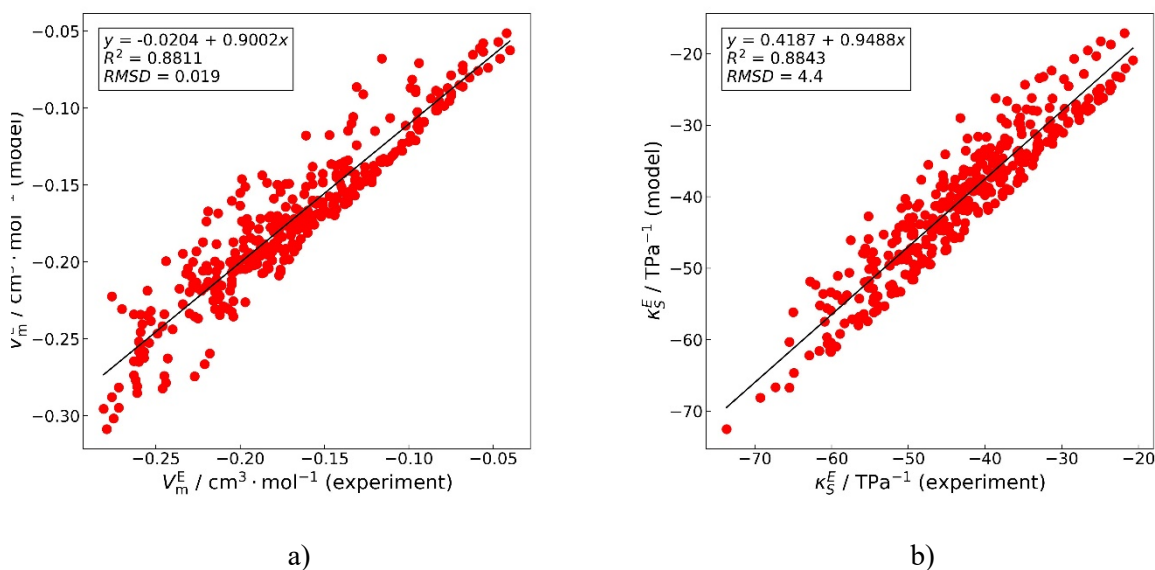 y = -0.0204 + 0.9002x
R² = 0.8811
RMSD = 0.019
−0.05
−0.10
−0.15
−0.20
−0.25
−0.30
(model)
−0.25 −0.20 −0.15 −0.10 −0.05
V_m^E / cm³ · mol⁻¹ (experiment)
a)
y = 0.4187 + 0.9488x
R² = 0.8843
RMSD = 4.4
−20
−30
−40
−50
−60
−70
κ_S^E / TPa⁻¹ (model)
−70 −60 −50 −40 −30 −20
κ_S^E / TPa⁻¹ (experiment)
b)